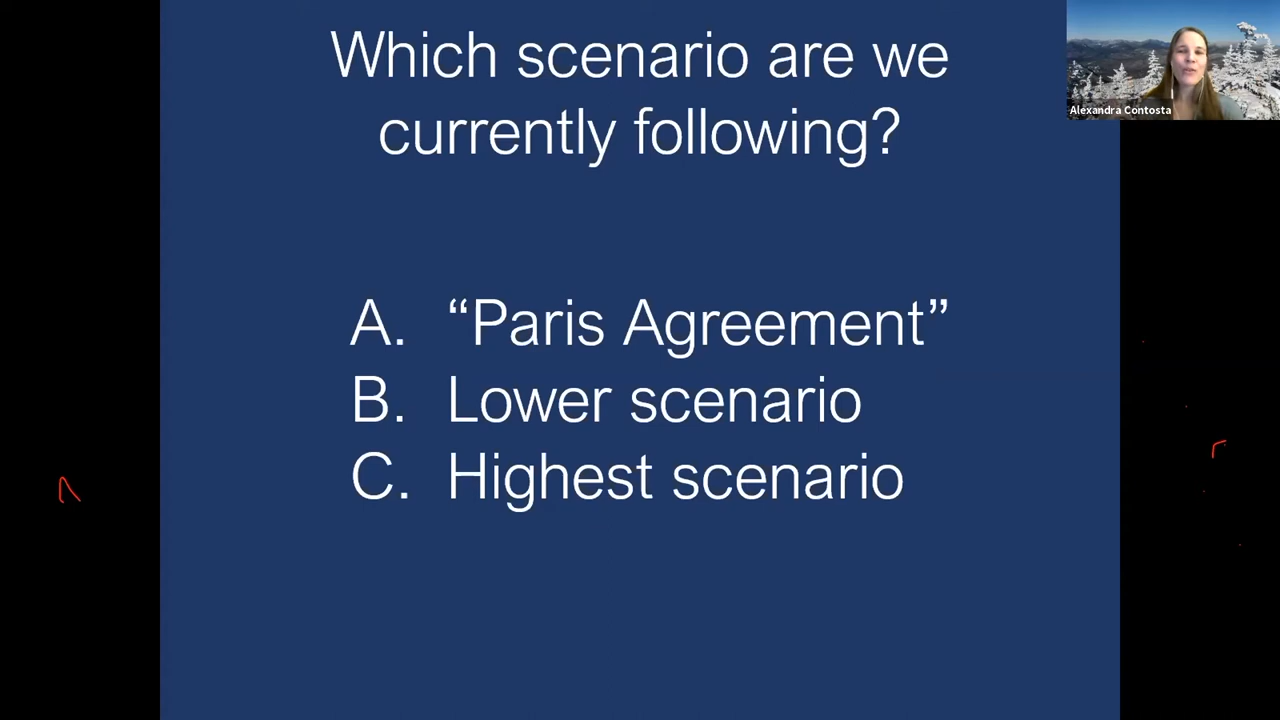 Which scenario are we
currently following?
Alexandra Contosta
A. “Paris Agreement”
B. Lower scenario
C. Highest scenario